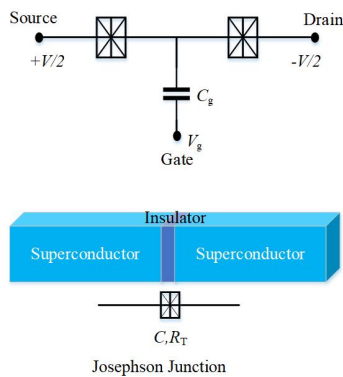 Source Drain
+V/2 -V/2
Cg
Vg
Gate
Insulator
Superconductor Superconductor
C,RT
Josephson Junction